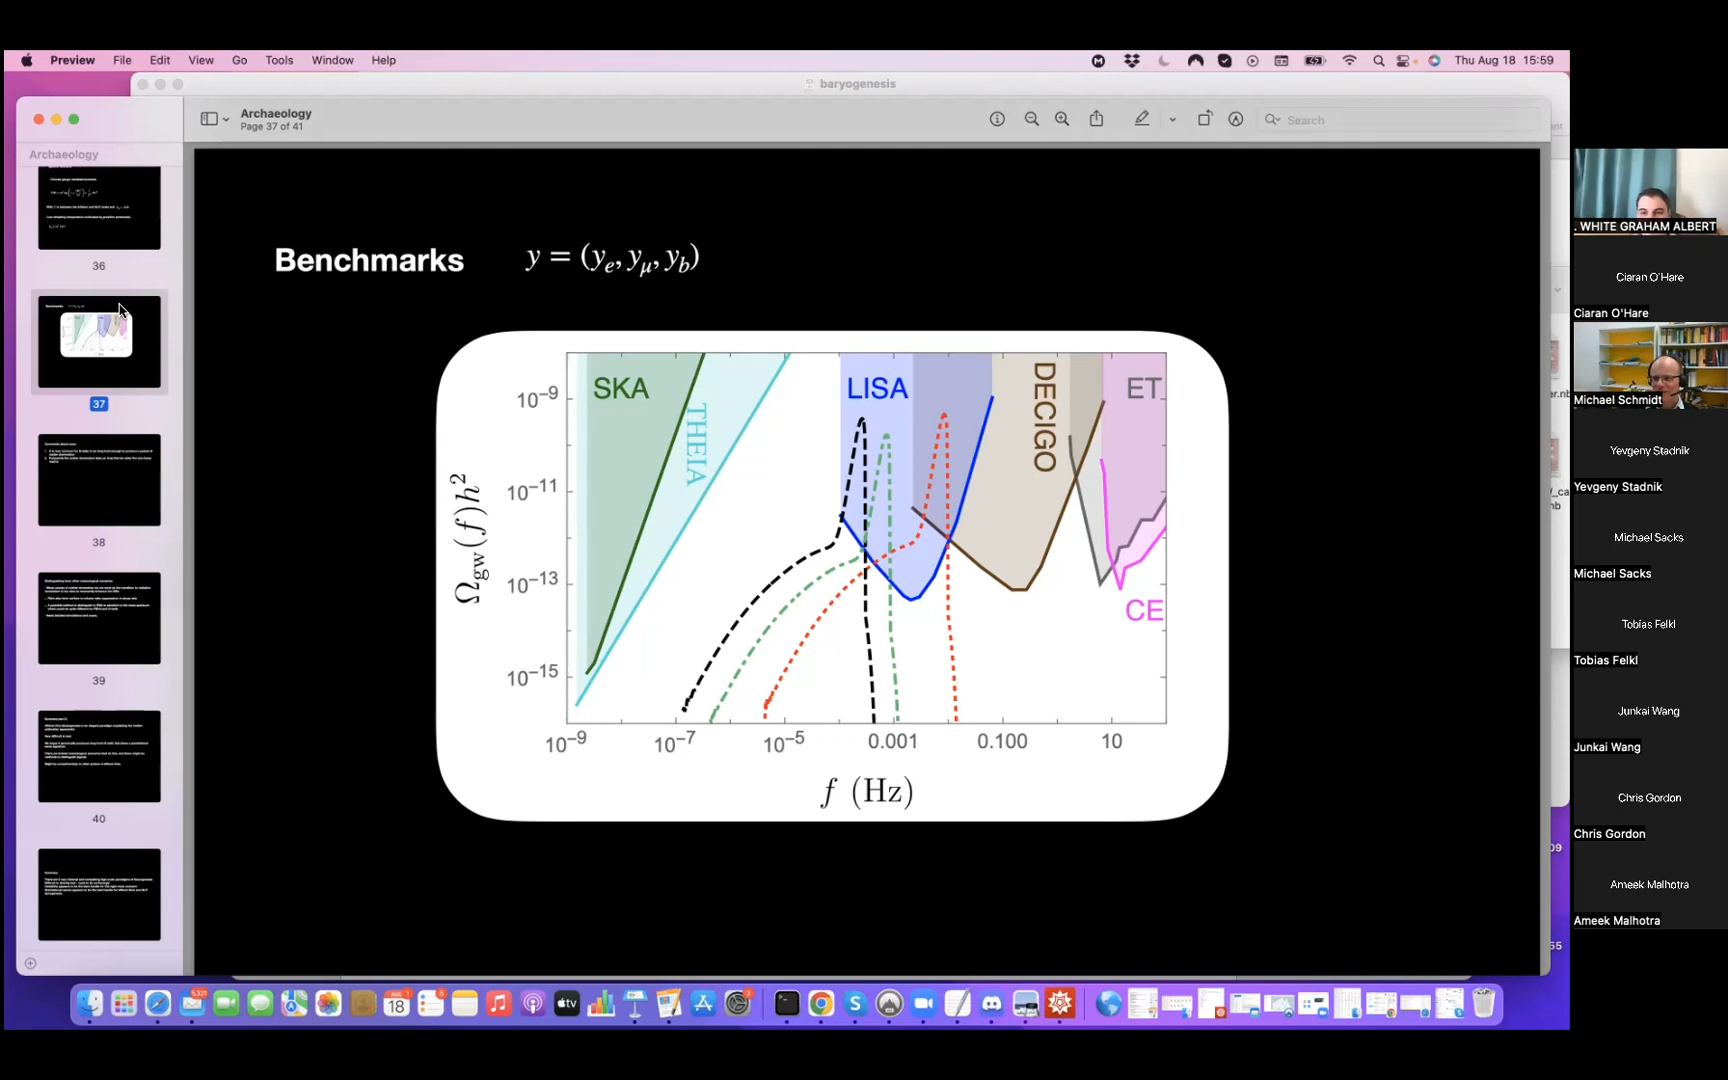 Preview File Edit View Go Tools Window Help
Thu Aug 18 15:59
baryogenesis
Archaeology
Page 37 of 41
Search
Archaeology
36
37
38
39
40
Benchmarks y = (yₑ, y_μ, y_b)
SKA
THEIA
LISA
DECIGO
ET
CE
10⁻⁹
10⁻¹¹
10⁻¹³
10⁻¹⁵
Ω_gw(f)h²
10⁻⁹ 10⁻⁷ 10⁻⁵ 0.001 0.100 10
f (Hz)
. WHITE GRAHAM ALBERT
Ciaran O'Hare
Ciaran O'Hare
Michael Schmidt
Yevgeny Stadnik
Yevgeny Stadnik
Michael Sacks
Michael Sacks
Tobias Felkl
Tobias Felkl
Junkai Wang
Junkai Wang
Chris Gordon
Chris Gordon
Ameek Malhotra
Ameek Malhotra